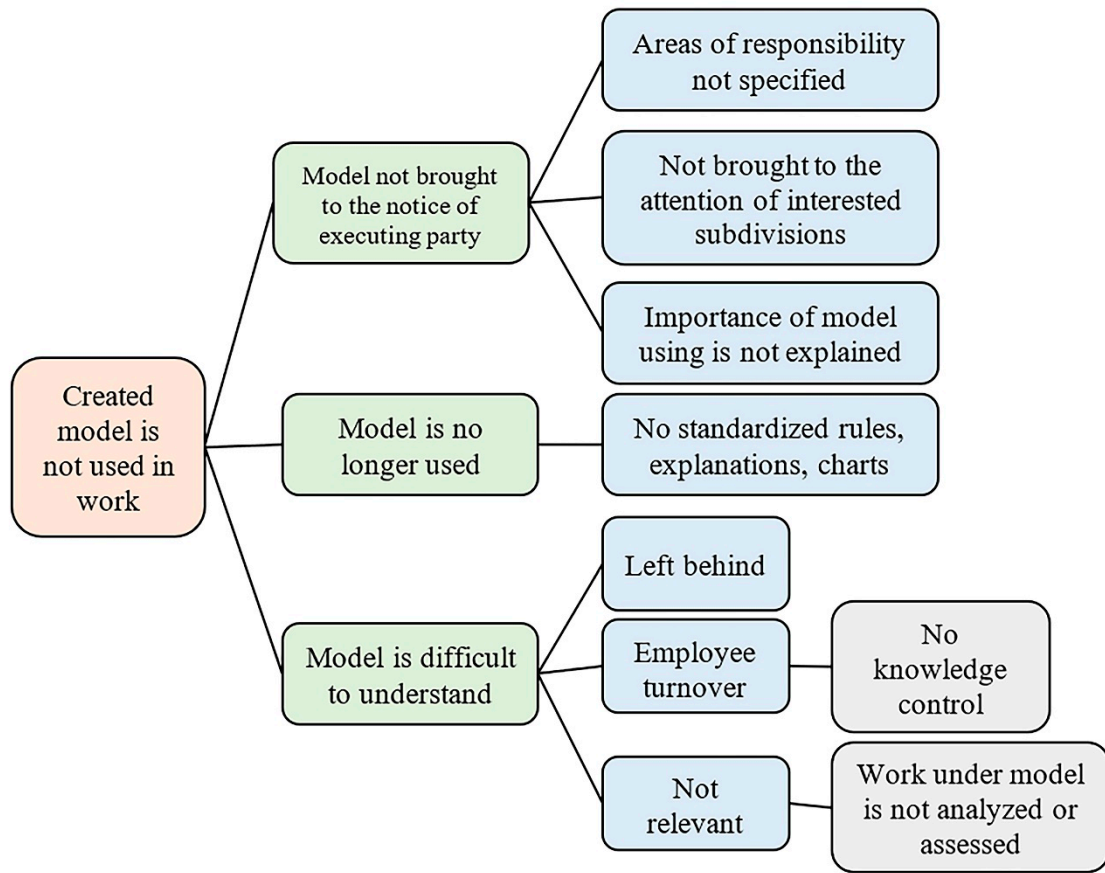 Created
model is
not used in
work
Model not brought
to the notice of
executing party
Areas of responsibility
not specified
Not brought to the
attention of interested
subdivisions
Importance of model
using is not explained
Model is no
longer used
No standardized rules,
explanations, charts
Model is difficult
to understand
Left behind
Employee
turnover
No
knowledge
control
Not
relevant
Work under model
is not analyzed or
assessed